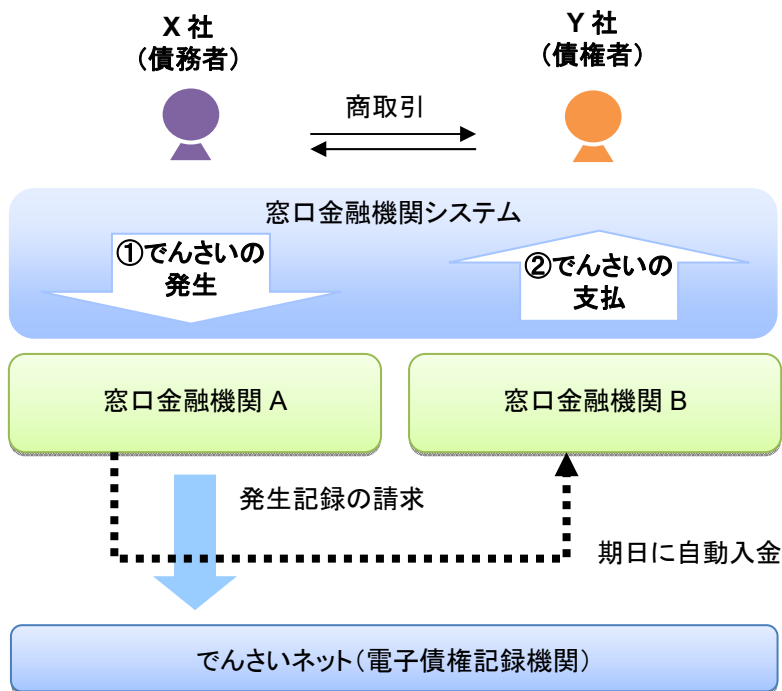 X 社
（債務者）
Y 社
（債権者）
商取引
窓口金融機関システム
①でんさいの
発生
②でんさいの
支払
窓口金融機関 A
窓口金融機関 B
発生記録の請求
期日に自動入金
でんさいネット（電子債権記録機関）